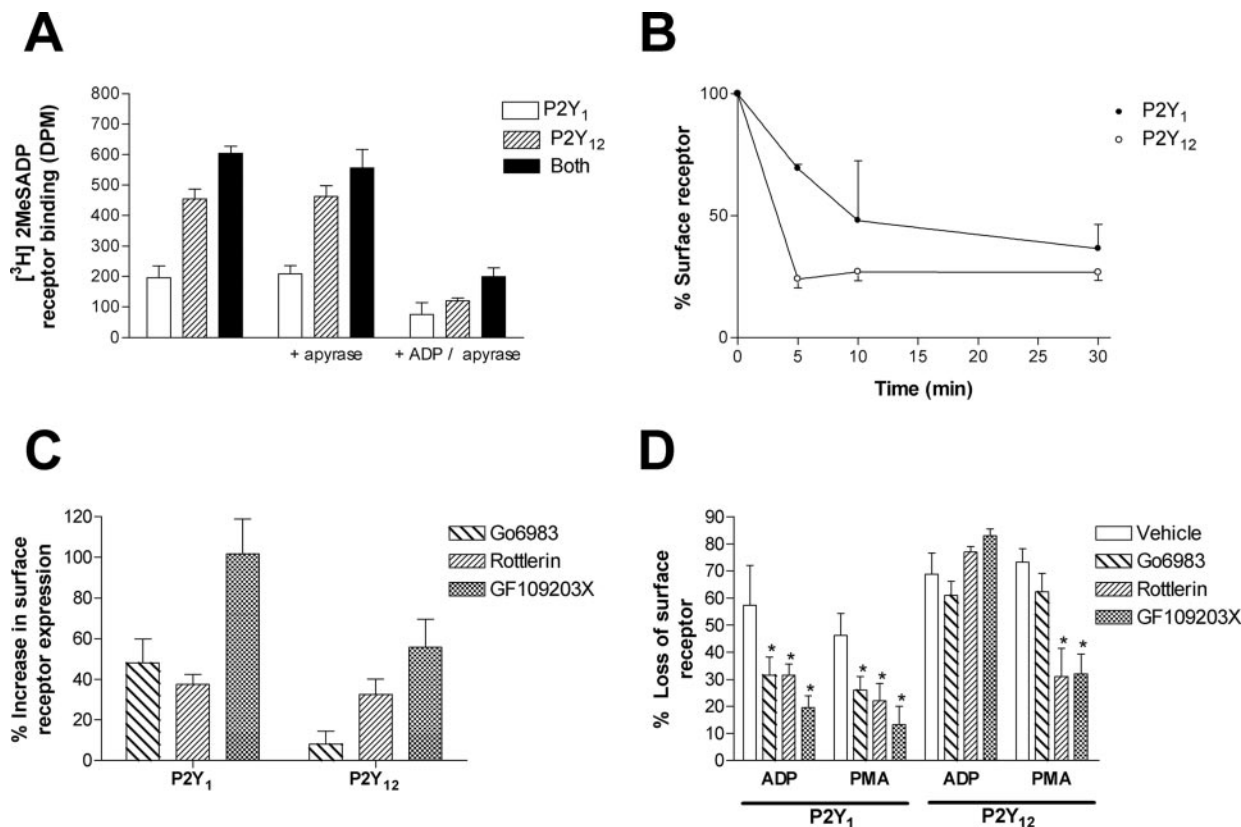 A
[³H] 2MeSADP
receptor binding (DPM)
800
700
600
500
400
300
200
100
0
+ apyrase
+ ADP / apyrase
P2Y₁
P2Y₁₂
Both
B
% Surface receptor
100
50
0
0
5
10
15
20
25
30
Time (min)
P2Y₁
P2Y₁₂
C
% Increase in surface
receptor expression
120
100
80
60
40
20
0
P2Y₁
P2Y₁₂
Go6983
Rottlerin
GF109203X
D
% Loss of surface
receptor
90
80
70
60
50
40
30
20
10
0
* * *
* * *
* *
ADP
PMA
ADP
PMA
P2Y₁
P2Y₁₂
Vehicle
Go6983
Rottlerin
GF109203X